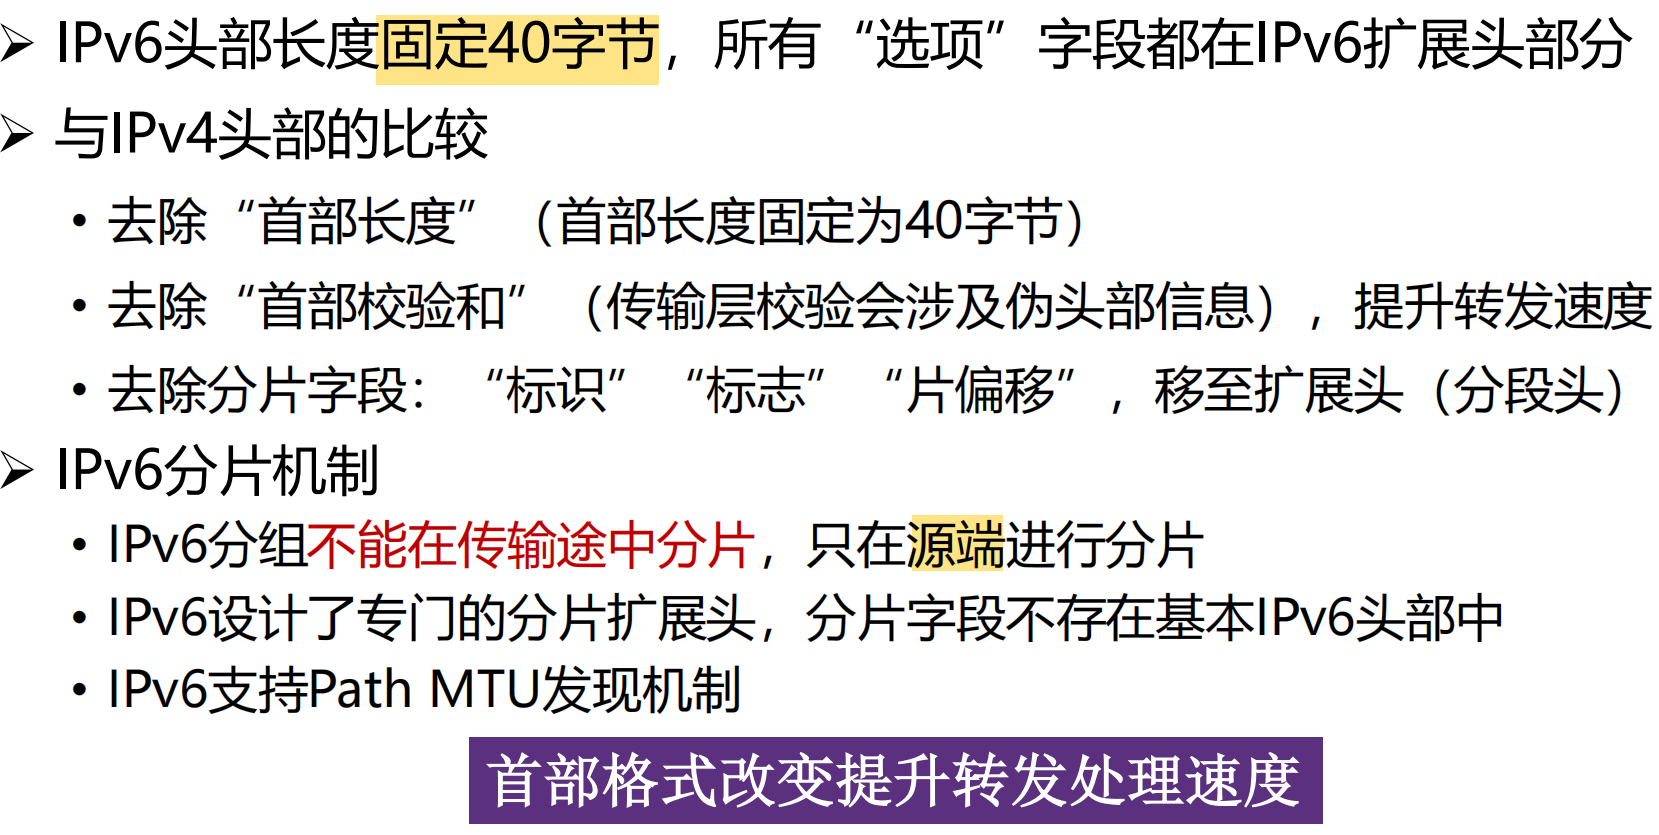 ➢ IPv6头部长度固定40字节，所有“选项”字段都在IPv6扩展头部分
➢ 与IPv4头部的比较
• 去除“首部长度”（首部长度固定为40字节）
• 去除“首部校验和”（传输层校验会涉及伪头部信息），提升转发速度
• 去除分片字段：“标识”“标志”“片偏移”，移至扩展头（分段头）
➢ IPv6分片机制
• IPv6分组不能在传输途中分片，只在源端进行分片
• IPv6设计了专门的分片扩展头，分片字段不存在基本IPv6头部中
• IPv6支持Path MTU发现机制
首部格式改变提升转发处理速度